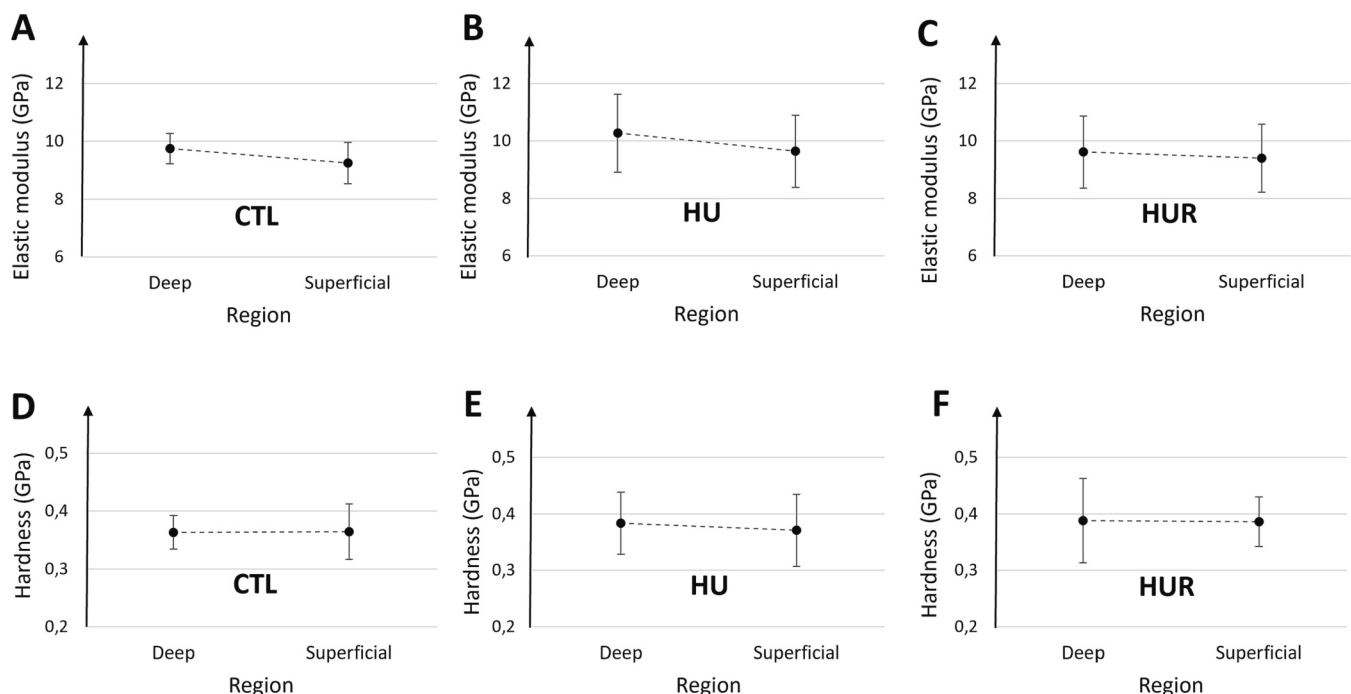 A
Elastic modulus (GPa)
12
10
8
6
CTL
Deep
Superficial
Region
B
Elastic modulus (GPa)
12
10
8
6
HU
Deep
Superficial
Region
C
Elastic modulus (GPa)
12
10
8
6
HUR
Deep
Superficial
Region
D
Hardness (GPa)
0,5
0,4
0,3
0,2
CTL
Deep
Superficial
Region
E
Hardness (GPa)
0,5
0,4
0,3
0,2
HU
Deep
Superficial
Region
F
Hardness (GPa)
0,5
0,4
0,3
0,2
HUR
Deep
Superficial
Region